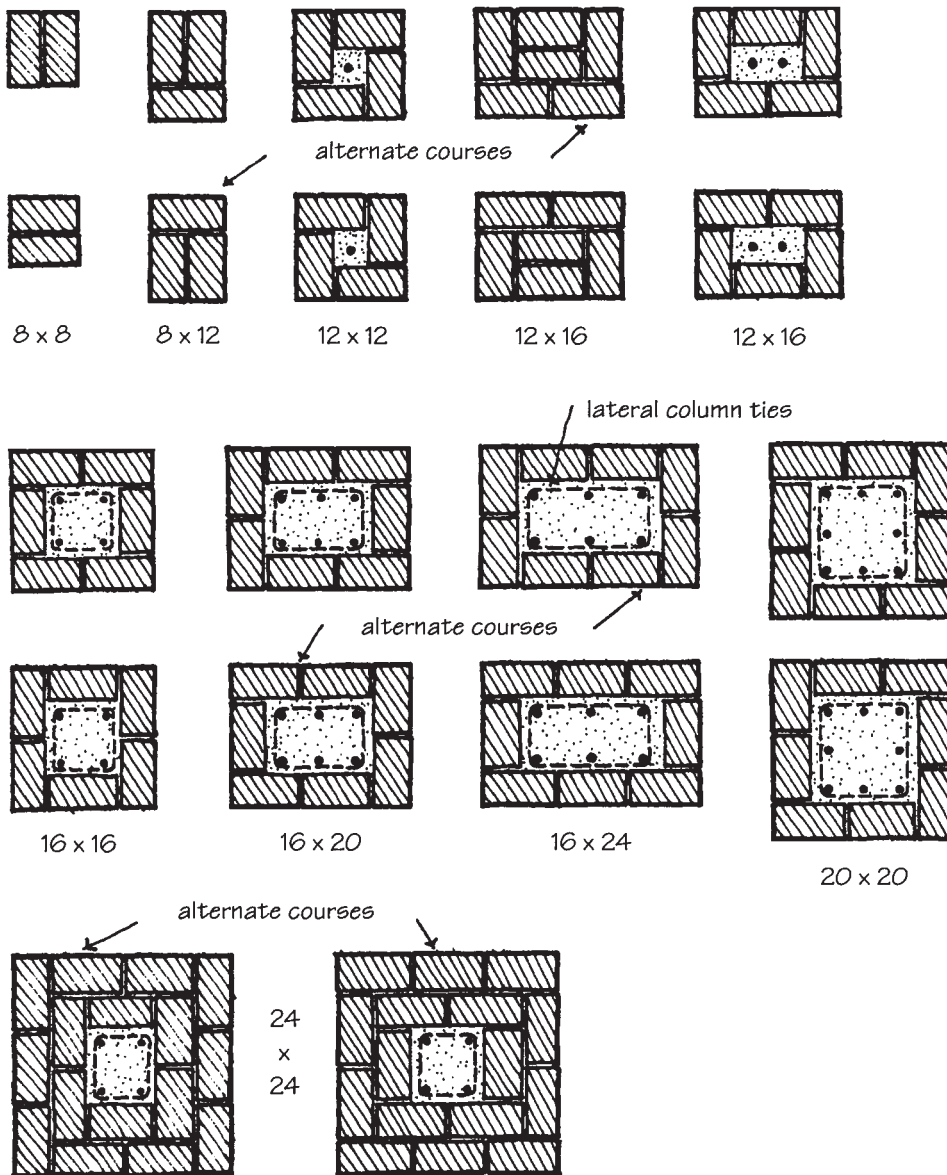 alternate courses
8 x 8
8 x 12
12 x 12
12 x 16
12 x 16
lateral column ties
alternate courses
16 x 16
16 x 20
16 x 24
20 x 20
alternate courses
24
x
24